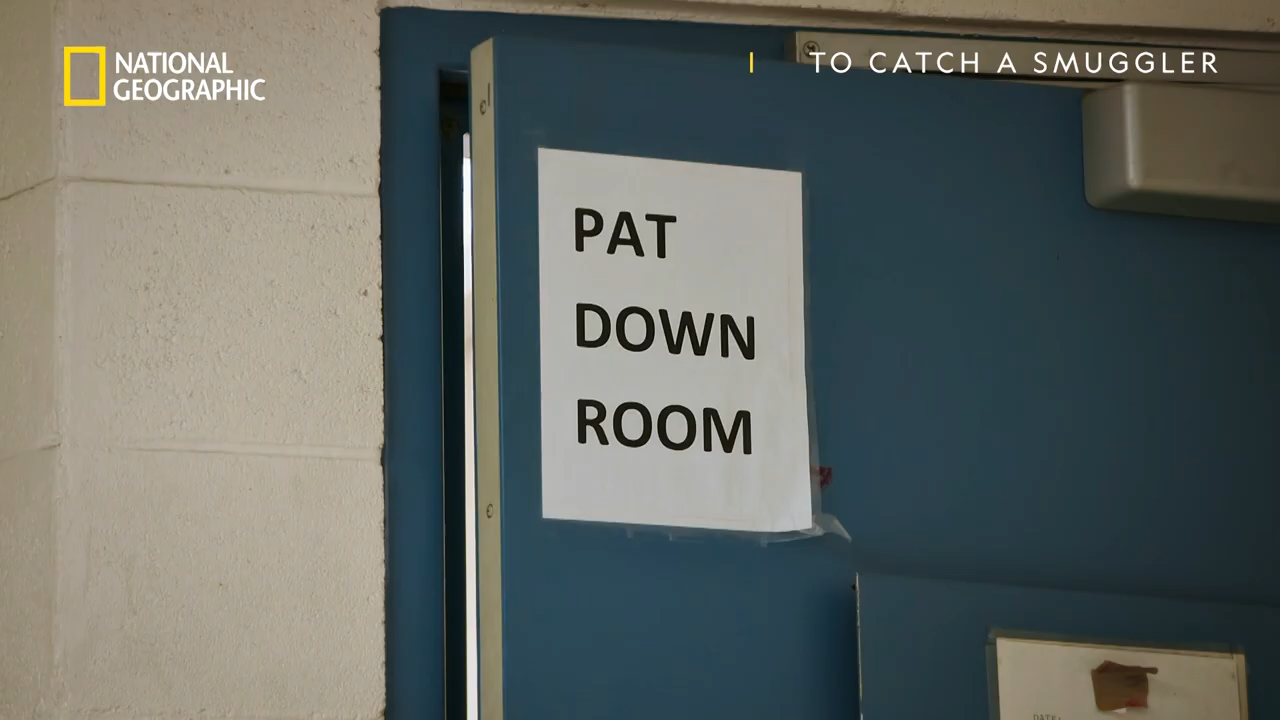 NATIONAL
GEOGRAPHIC
TO CATCH A SMUGGLER
PAT
DOWN
ROOM